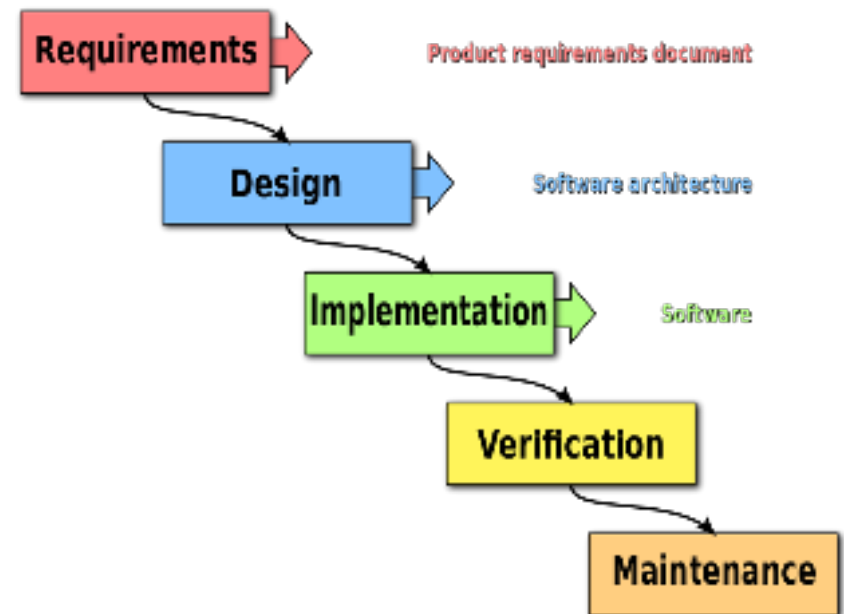 Requirements
Product requirements document
Design
Software architecture
Implementation
Software
Verification
Maintenance